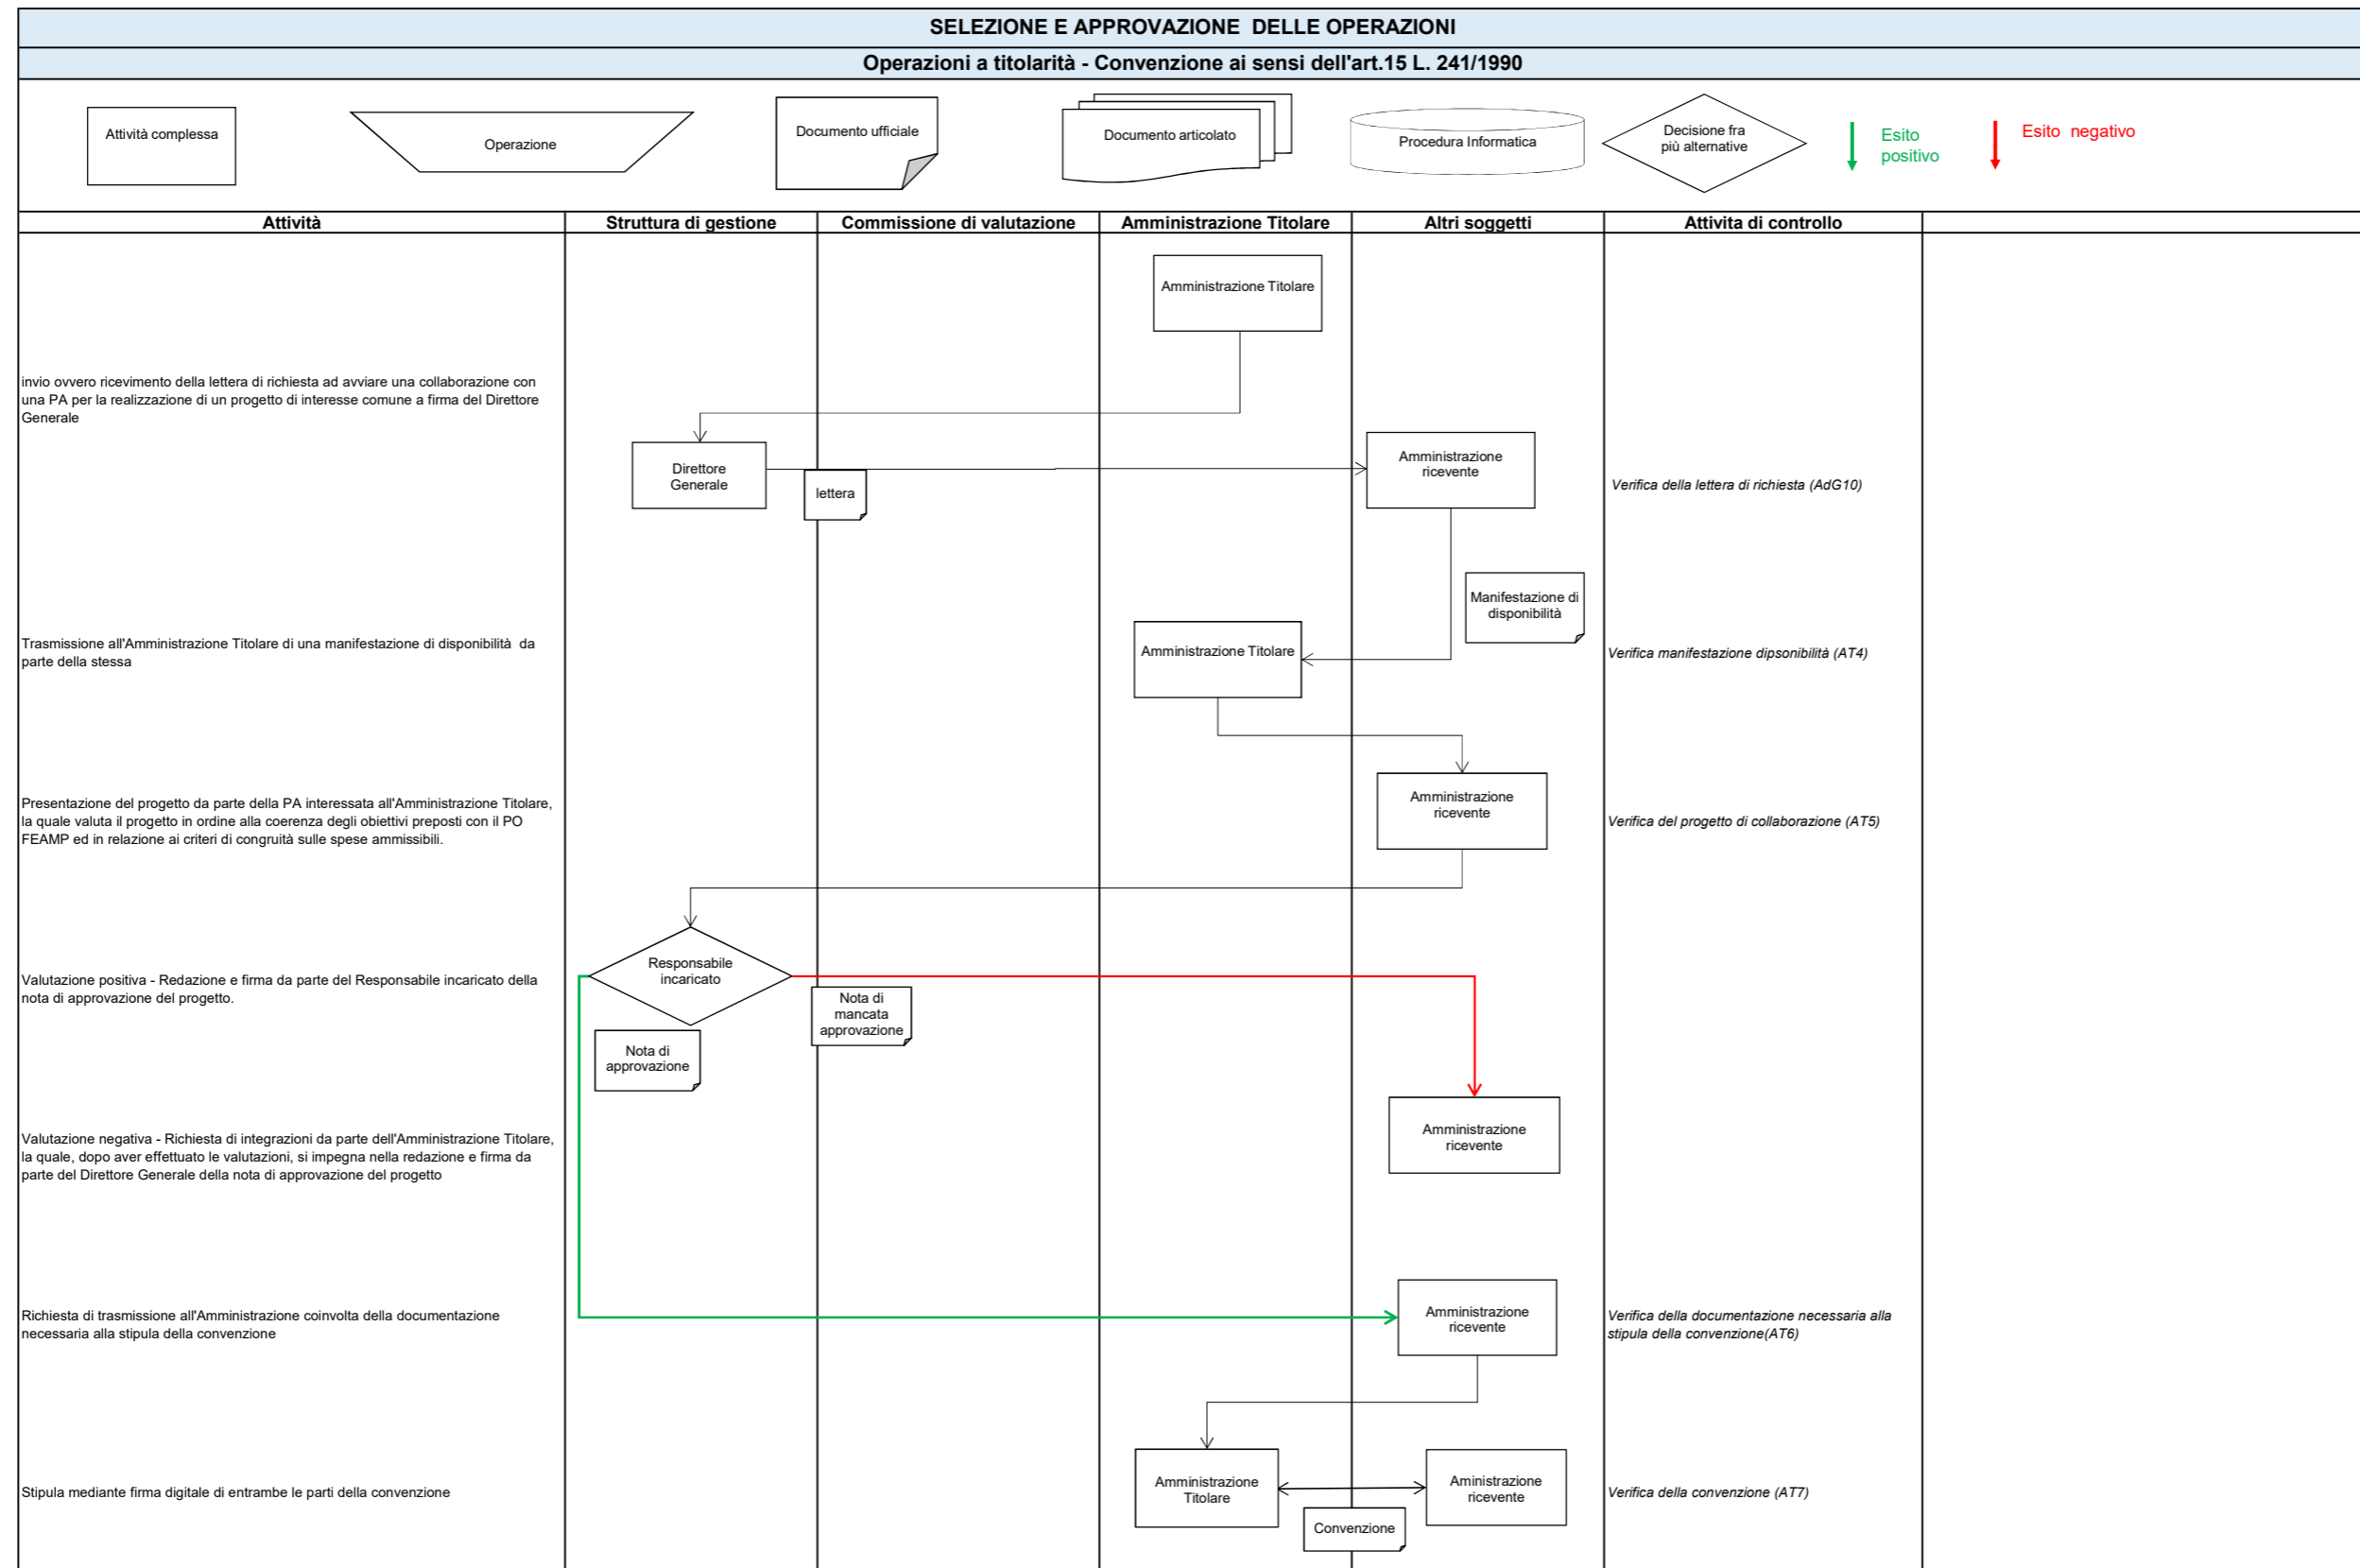 SELEZIONE E APPROVAZIONE  DELLE OPERAZIONI
Operazioni a titolarità - Convenzione ai sensi dell'art.15 L. 241/1990
Attività complessa
Operazione
Documento ufficiale
Documento articolato
Procedura Informatica
Decisione fra
più alternative
Esito
positivo
Esito  negativo
Attività
Struttura di gestione
Commissione di valutazione
Amministrazione Titolare
Altri soggetti
Attivita di controllo
Amministrazione Titolare
invio ovvero ricevimento della lettera di richiesta ad avviare una collaborazione con
una PA per la realizzazione di un progetto di interesse comune a firma del Direttore
Generale
Direttore
Generale
lettera
Amministrazione
ricevente
Verifica della lettera di richiesta (AdG10)
Manifestazione di
disponibilità
Trasmissione all'Amministrazione Titolare di una manifestazione di disponibilità  da
parte della stessa
Amministrazione Titolare
Verifica manifestazione dipsonibilità (AT4)
Presentazione del progetto da parte della PA interessata all'Amministrazione Titolare,
la quale valuta il progetto in ordine alla coerenza degli obiettivi preposti con il PO
FEAMP ed in relazione ai criteri di congruità sulle spese ammissibili.
Amministrazione
ricevente
Verifica del progetto di collaborazione (AT5)
Valutazione positiva - Redazione e firma da parte del Responsabile incaricato della
nota di approvazione del progetto.
Responsabile
incaricato
Nota di
mancata
approvazione
Nota di
approvazione
Valutazione negativa - Richiesta di integrazioni da parte dell'Amministrazione Titolare,
la quale, dopo aver effettuato le valutazioni, si impegna nella redazione e firma da
parte del Direttore Generale della nota di approvazione del progetto
Amministrazione
ricevente
Richiesta di trasmissione all'Amministrazione coinvolta della documentazione
necessaria alla stipula della convenzione
Amministrazione
ricevente
Verifica della documentazione necessaria alla
stipula della convenzione(AT6)
Stipula mediante firma digitale di entrambe le parti della convenzione
Amministrazione
Titolare
Aministrazione
ricevente
Convenzione
Verifica della convenzione (AT7)